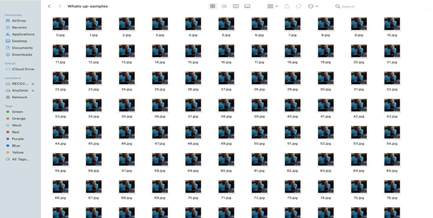 Whats up-samples
Search
AirDrop
Recents
Applications
Desktop
Documents
Downloads
iCloud
iCloud Drive
Locations
RECOV...
AnyDesk
Network
Tags
Green
Orange
Work
Red
Purple
Blue
Yellow
All Tags...
0.jpg 1.jpg 2.jpg 3.jpg 4.jpg 5.jpg 6.jpg 7.jpg 8.jpg 9.jpg 10.jpg
11.jpg 12.jpg 13.jpg 14.jpg 15.jpg 16.jpg 17.jpg 18.jpg 19.jpg 20.jpg 21.jpg
22.jpg 23.jpg 24.jpg 25.jpg 26.jpg 27.jpg 28.jpg 29.jpg 30.jpg 31.jpg 32.jpg
33.jpg 34.jpg 35.jpg 36.jpg 37.jpg 38.jpg 39.jpg 40.jpg 41.jpg 42.jpg 43.jpg
44.jpg 45.jpg 46.jpg 47.jpg 48.jpg 49.jpg 50.jpg 51.jpg 52.jpg 53.jpg 54.jpg
55.jpg 56.jpg 57.jpg 58.jpg 59.jpg 60.jpg 61.jpg 62.jpg 63.jpg 64.jpg 65.jpg
66.jpg 67.jpg 68.jpg 69.jpg 70.jpg 71.jpg 72.jpg 73.jpg 74.jpg 75.jpg 76.jpg